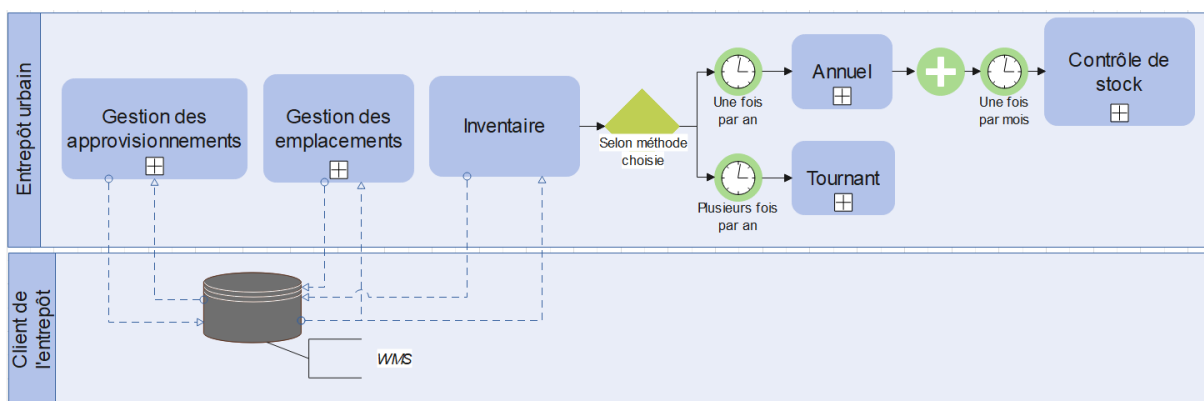 Entrepôt urbain
Gestion des
approvisionnements
Gestion des
emplacements
Inventaire
Selon méthode
choisie
Une fois
par an
Annuel
Une fois
par mois
Contrôle de
stock
Plusieurs fois
par an
Tournant
Client de
l'entrepôt
WMS